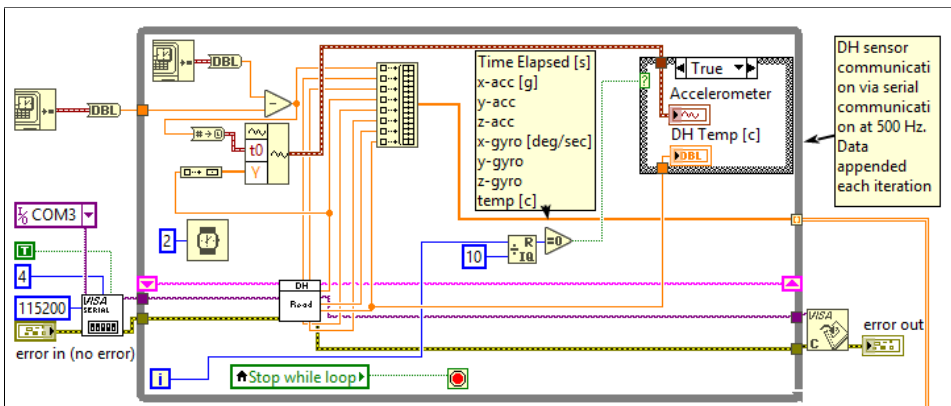 DBL
DBL
DBL
#→
t0
Y
2
Time Elapsed [s]
x-acc [g]
y-acc
z-acc
x-gyro [deg/sec]
y-gyro
z-gyro
temp [c]
?
True
Accelerometer
DH Temp [c]
DBL
DH sensor
communicati
on via serial
communicati
on at 500 Hz.
Data
appended
each iteration
I/O COM3
T
4
115200
VISA
SERIAL
error in (no error)
DH
Read
10
R
IQ
=0
VISA
C
error out
i
Stop while loop